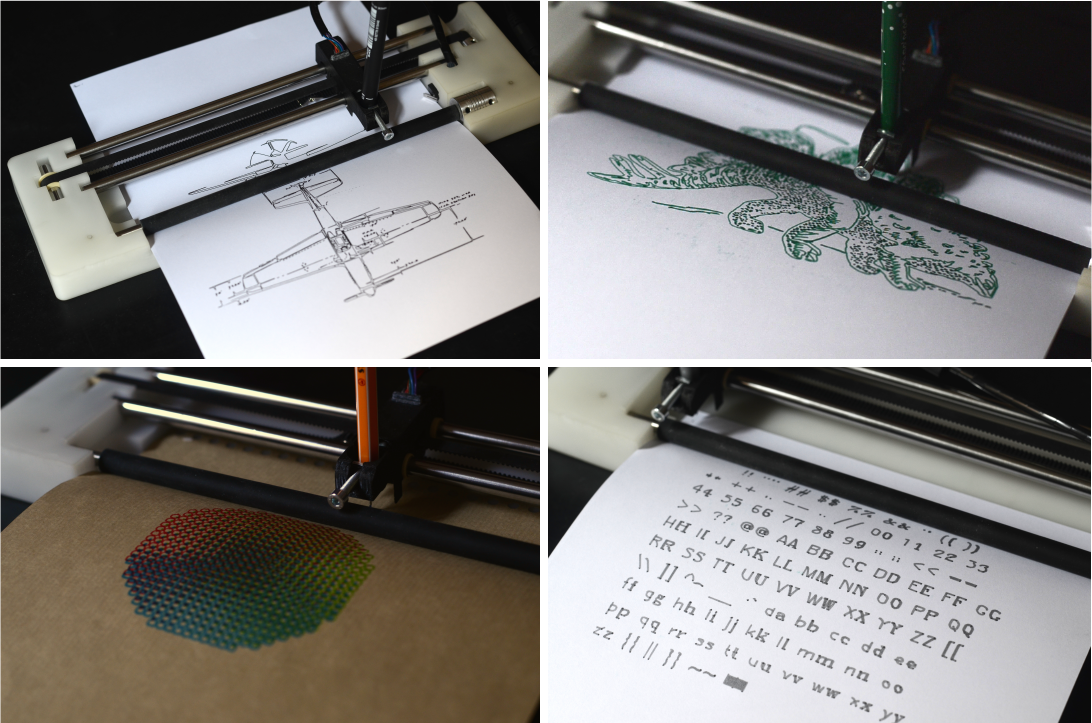 !! "" ## $$ %% && '' (( ))
** ++ ,, -- .. // 00 11 22 33
44 55 66 77 88 99 :: ;; << ==
>> ?? @@ AA BB CC DD EE FF GG
HH II JJ KK LL MM NN OO PP QQ
RR SS TT UU VV WW XX YY ZZ [[
\\ ]] ^^ __ `` aa bb cc dd ee
ff gg hh ii jj kk ll mm nn oo
pp qq rr ss tt uu vv ww xx yy
zz {{ || }} ~~